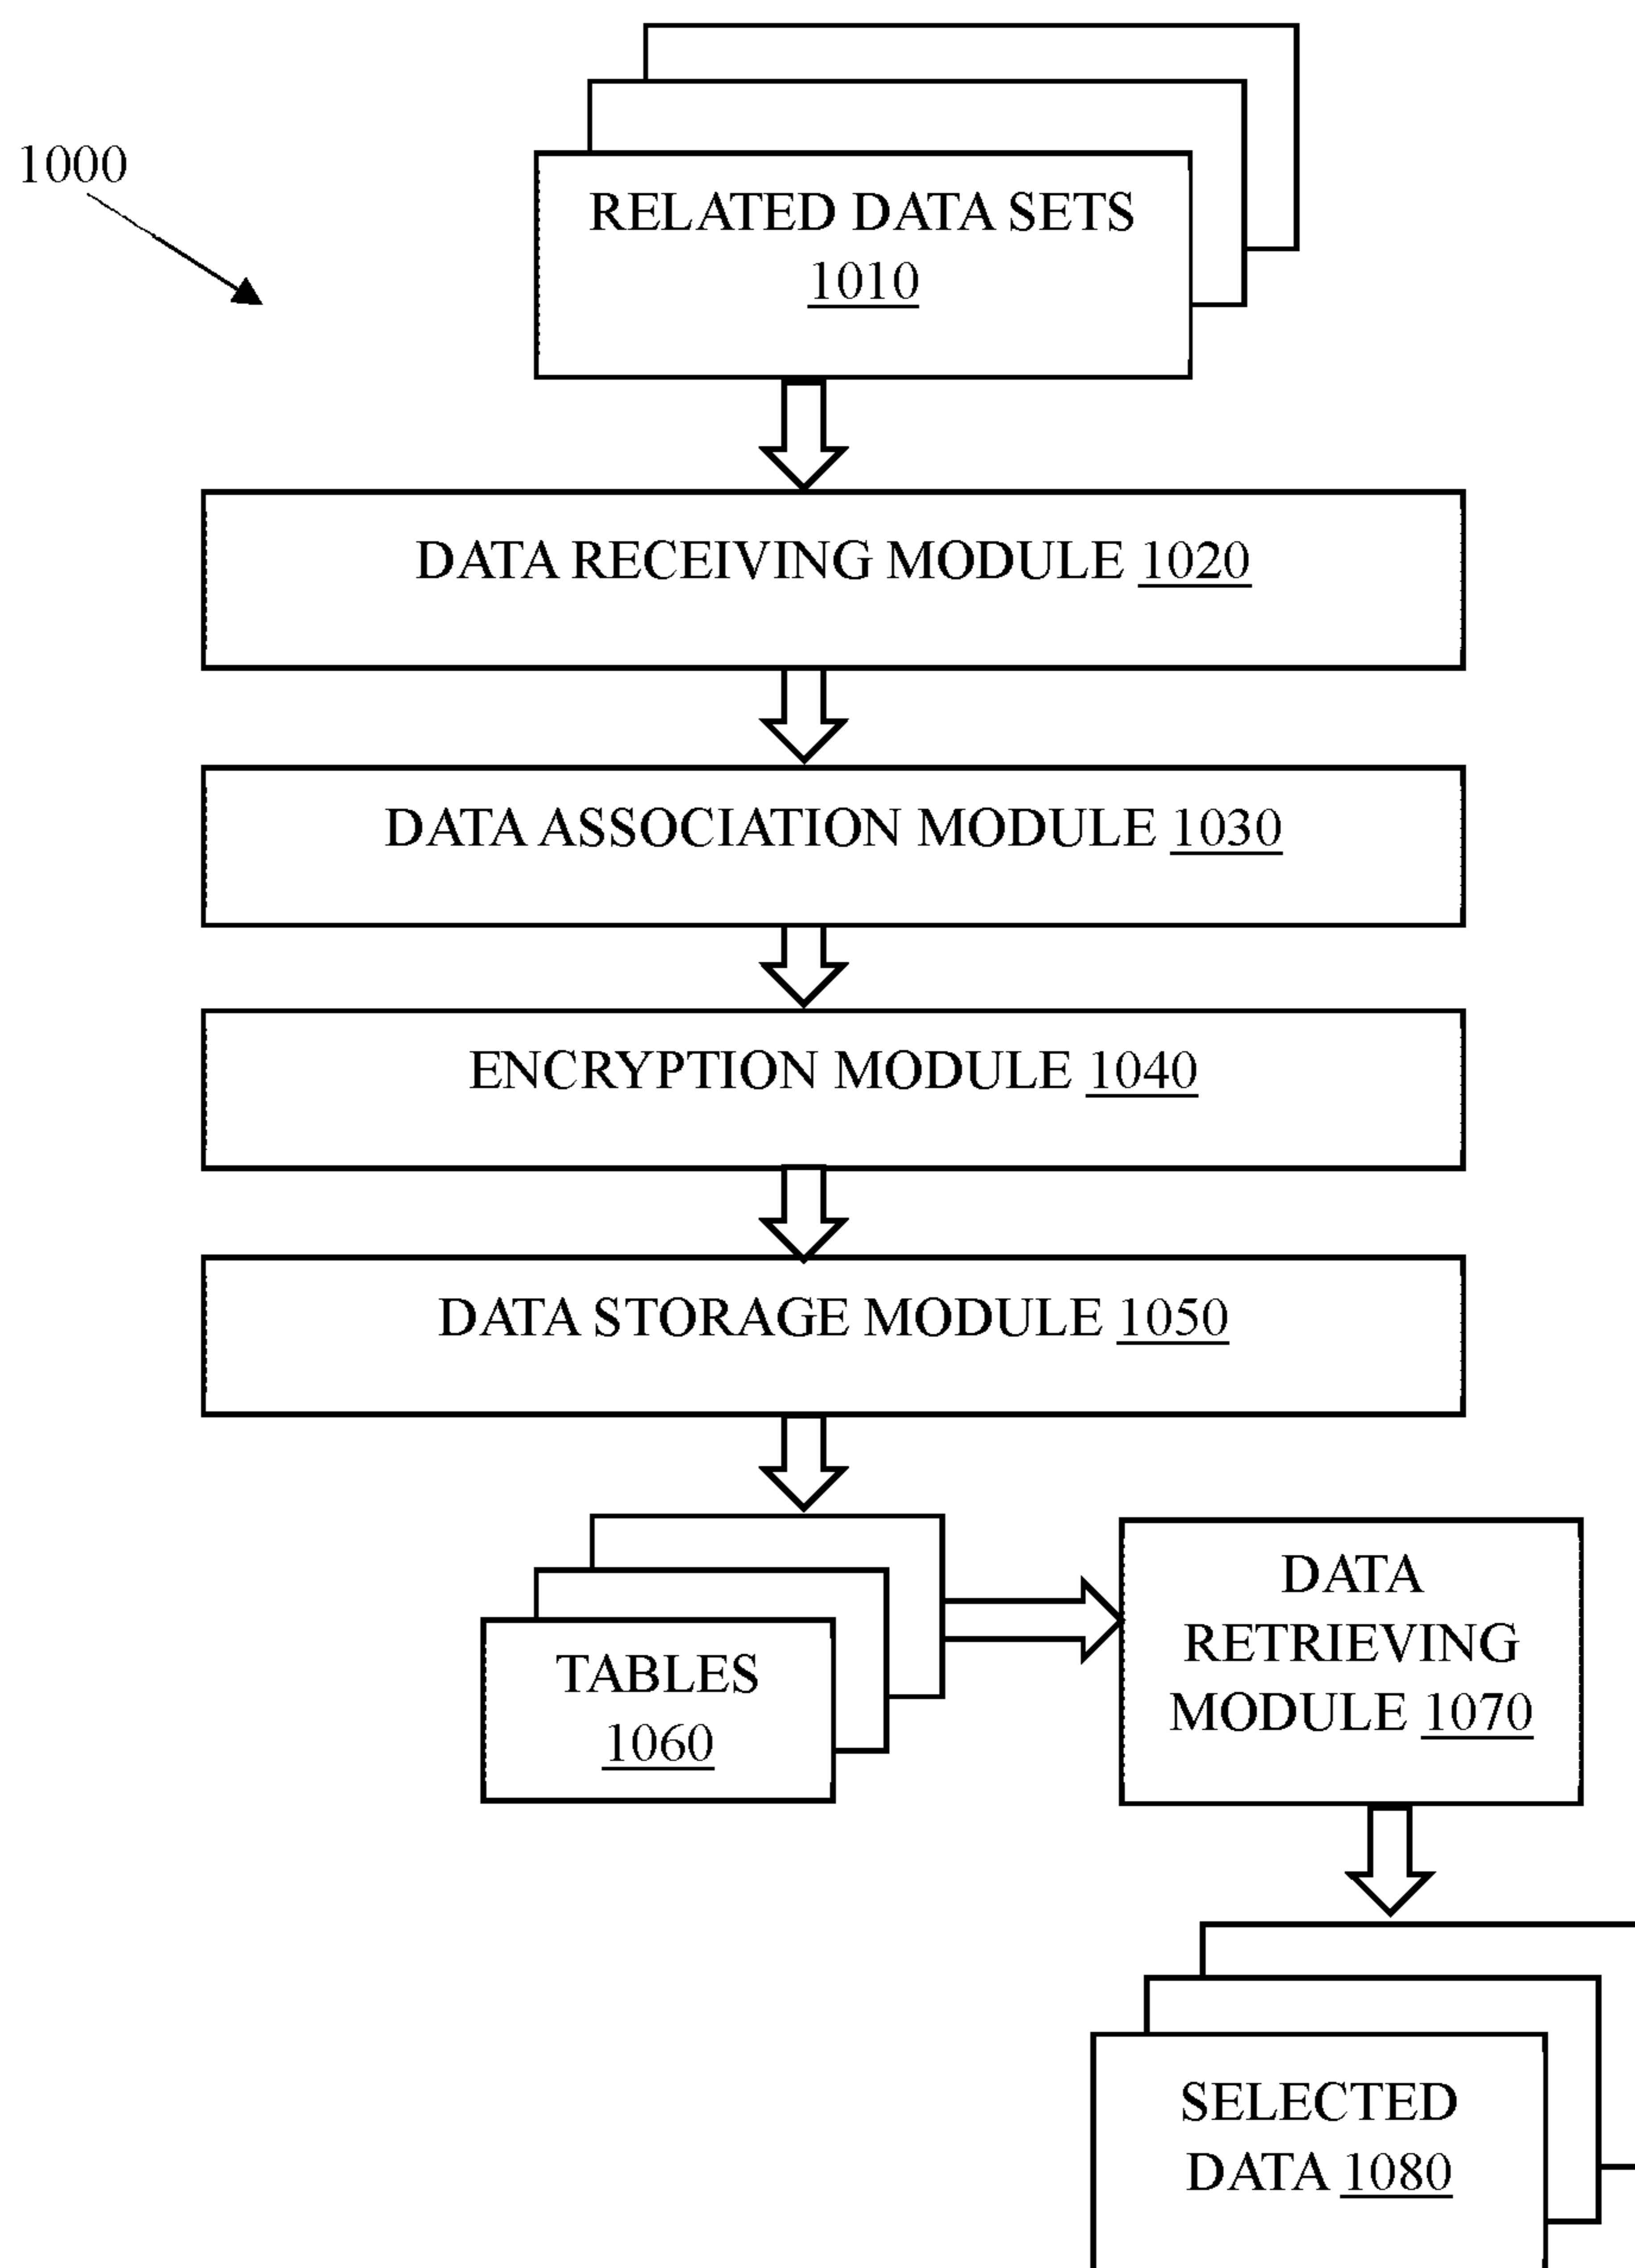 1000
RELATED DATA SETS
1010
DATA RECEIVING MODULE 1020
DATA ASSOCIATION MODULE 1030
ENCRYPTION MODULE 1040
DATA STORAGE MODULE 1050
TABLES
1060
DATA
RETRIEVING
MODULE 1070
SELECTED
DATA 1080